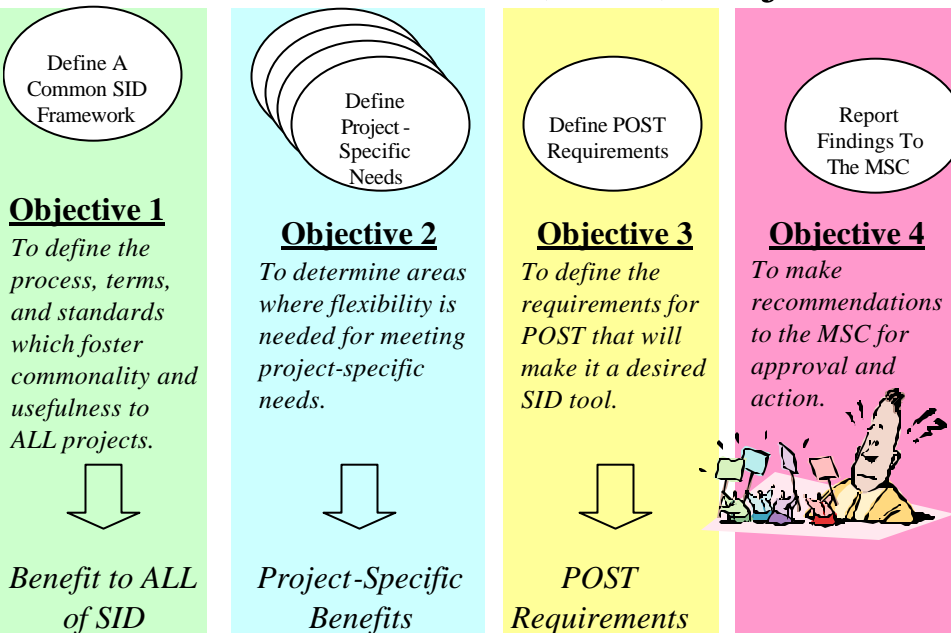 Define A
Common SID
Framework
Objective 1
To define the
process, terms,
and standards
which foster
commonality and
usefulness to
ALL projects.
Benefit to ALL
of SID
Define
Project -
Specific
Needs
Objective 2
To determine areas
where flexibility is
needed for meeting
project-specific
needs.
Project-Specific
Benefits
Define POST
Requirements
Objective 3
To define the
requirements for
POST that will
make it a desired
SID tool.
POST
Requirements
Report
Findings To
The MSC
Objective 4
To make
recommendations
to the MSC for
approval and
action.